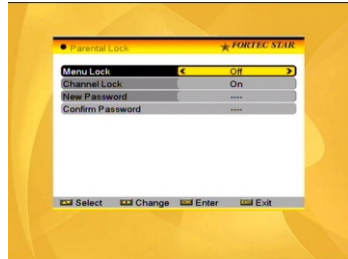 Parental Lock FORTEC STAR
Menu Lock Off
Channel Lock On
New Password ----
Confirm Password ----
Select Change Enter Exit